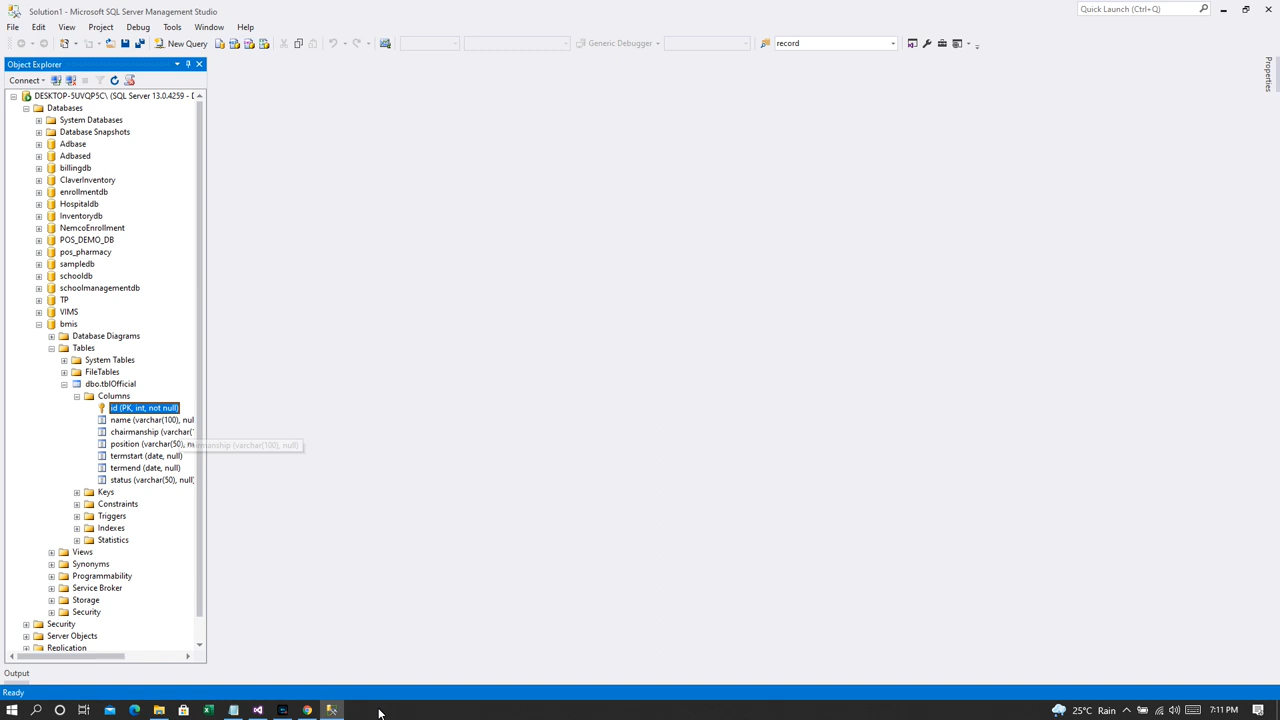 Solution1 - Microsoft SQL Server Management Studio
Quick Launch (Ctrl+Q)
File Edit View Project Debug Tools Window Help
New Query
Generic Debugger
record
Object Explorer
Properties
Connect
DESKTOP-5UVQP5C\ (SQL Server 13.0.4259 - D
Databases
System Databases
Database Snapshots
Adbase
Adbased
billingdb
ClaverInventory
enrollmentdb
Hospitaldb
Inventorydb
NemcoEnrollment
POS_DEMO_DB
pos_pharmacy
sampledb
schooldb
schoolmanagementdb
TP
VIMS
bmis
Database Diagrams
Tables
System Tables
FileTables
dbo.tblOfficial
Columns
id (PK, int, not null)
name (varchar(100), nul
chairmanship (varchar(
position (varchar(50), nu
irmanship (varchar(100), null)
termstart (date, null)
termend (date, null)
status (varchar(50), null)
Keys
Constraints
Triggers
Indexes
Statistics
Views
Synonyms
Programmability
Service Broker
Storage
Security
Security
Server Objects
Replication
Output
Ready
25°C Rain
7:11 PM